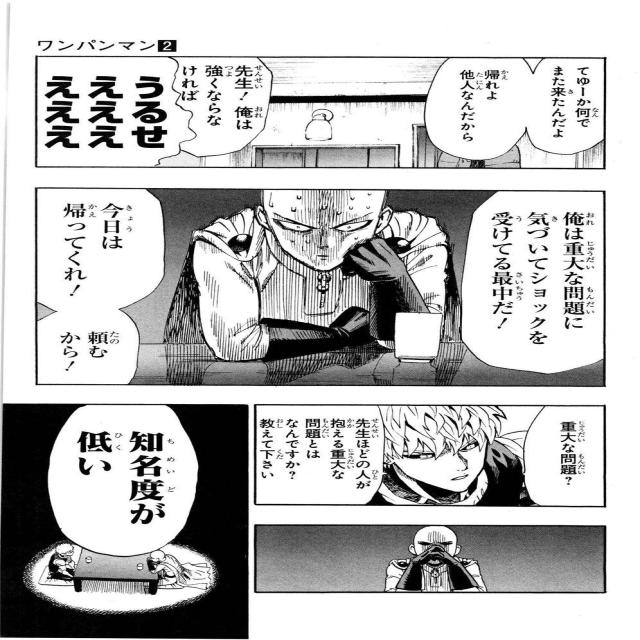 ワンパンマン2
てゆーか何で
また来たんだよ
帰れよ
他人なんだから
先生！俺は
強くならな
ければ
うるせ
えええ
えええ
俺は重大な問題に
気づいてショックを
受けてる最中だ！
今日は
帰ってくれ！
頼む
から！
重大な問題？
先生ほどの人が
抱える重大な
問題とは
なんですか？
教えて下さい
知名度が
低い